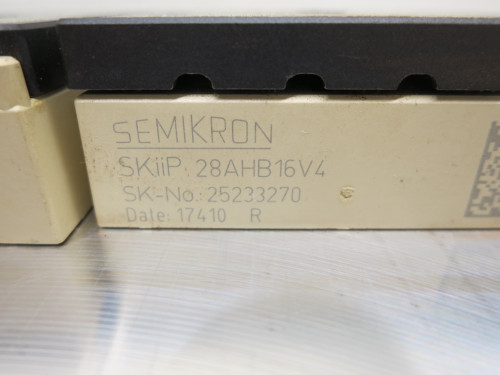 SEMIKRON
SKiiP 28AHB16V4
SK-No.: 25233270
Date: 17410 R